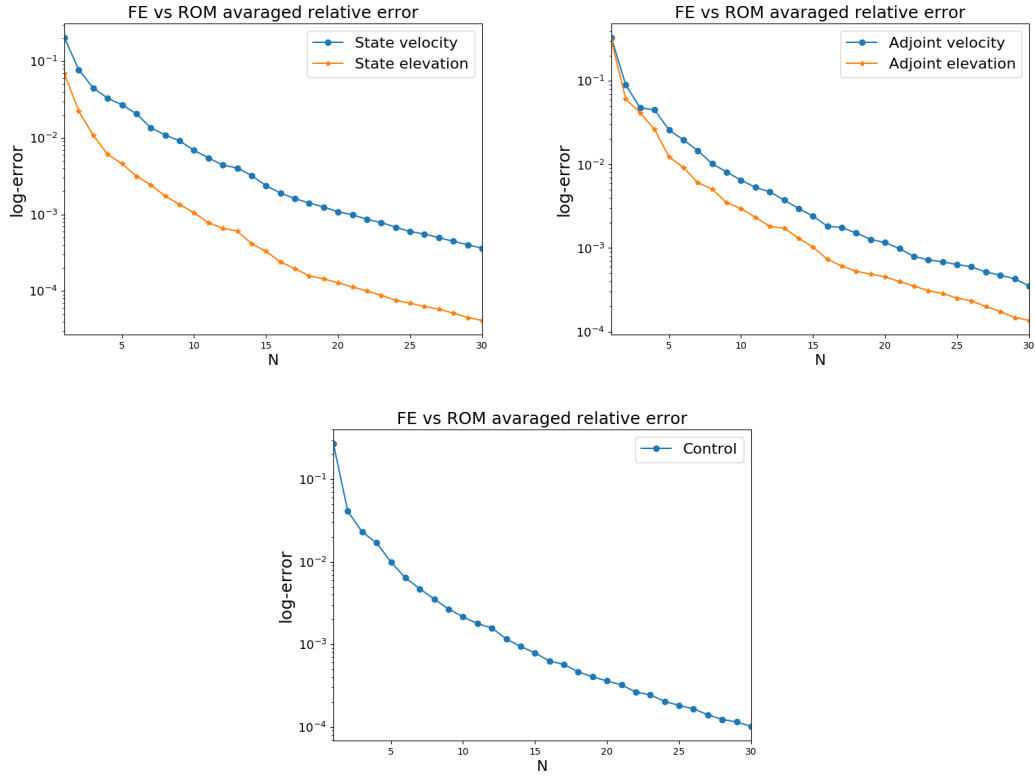 FE vs ROM avaraged relative error
State velocity
State elevation
10⁻¹
10⁻²
10⁻³
10⁻⁴
log-error
5 10 15 20 25 30
N
FE vs ROM avaraged relative error
Adjoint velocity
Adjoint elevation
10⁻¹
10⁻²
10⁻³
10⁻⁴
log-error
5 10 15 20 25 30
N
FE vs ROM avaraged relative error
Control
10⁻¹
10⁻²
10⁻³
10⁻⁴
log-error
5 10 15 20 25 30
N